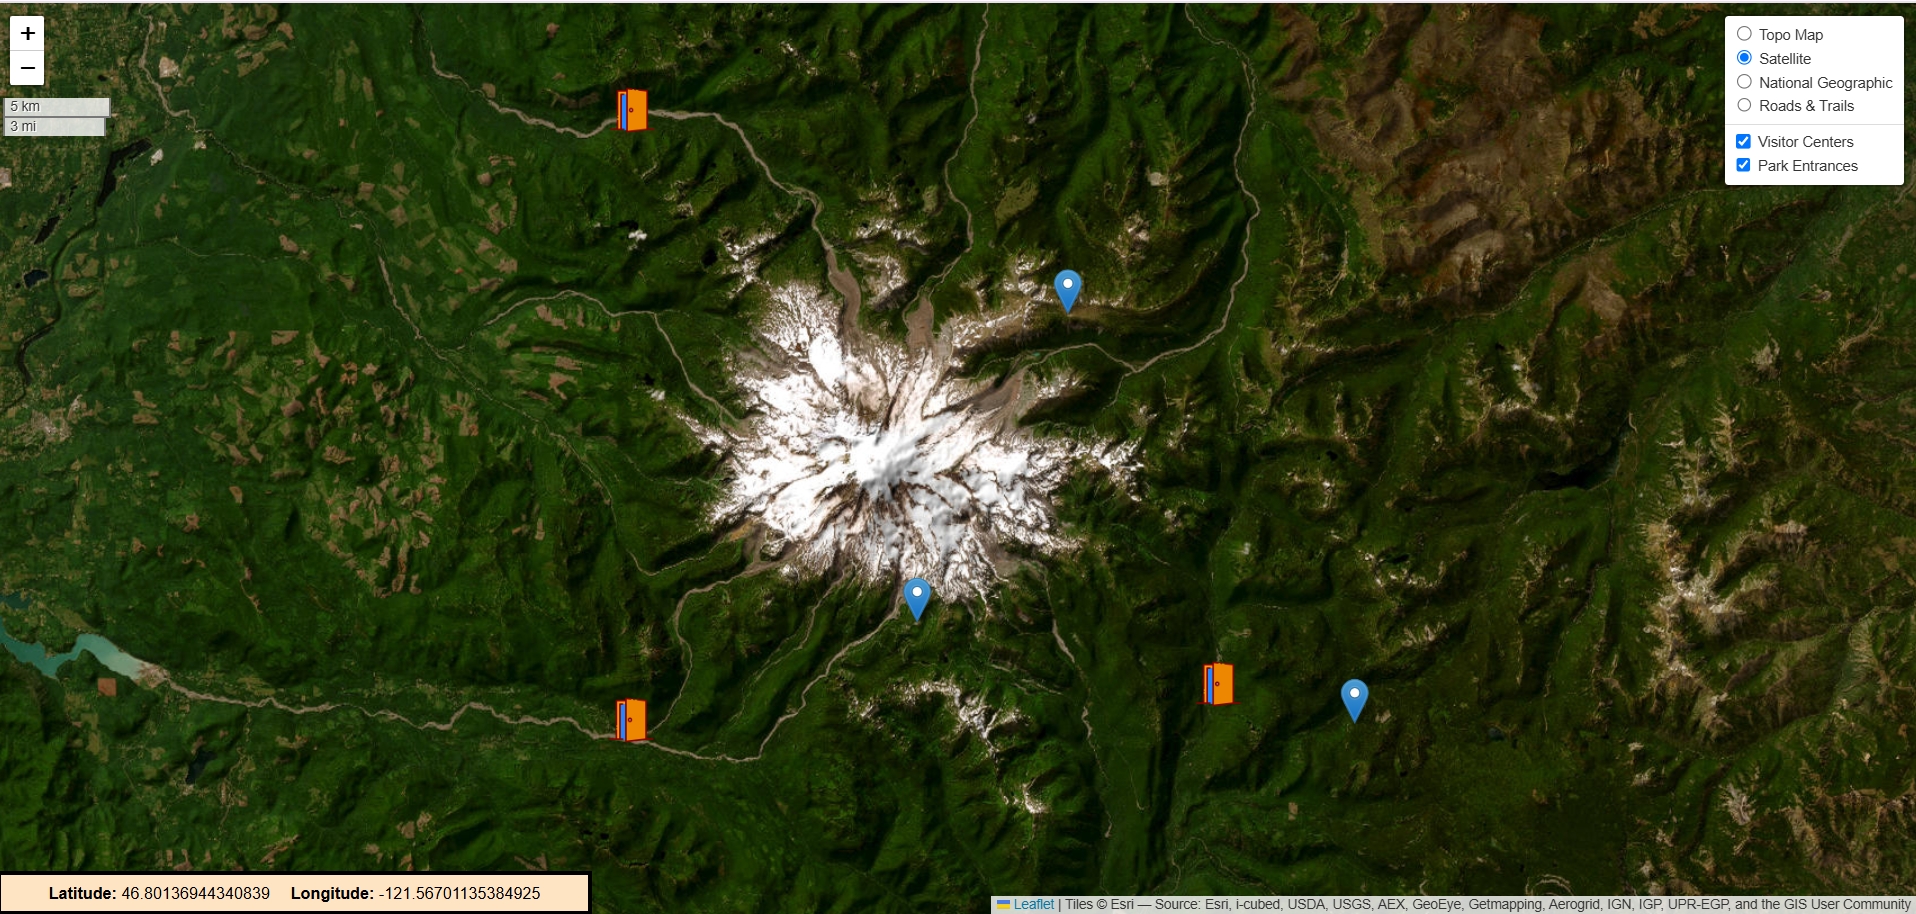 +
−
5 km
3 mi
Topo Map
Satellite
National Geographic
Roads & Trails
Visitor Centers
Park Entrances
Latitude: 46.80136944340839 Longitude: -121.56701135384925
Leaflet | Tiles © Esri — Source: Esri, i-cubed, USDA, USGS, AEX, GeoEye, Getmapping, Aerogrid, IGN, IGP, UPR-EGP, and the GIS User Community